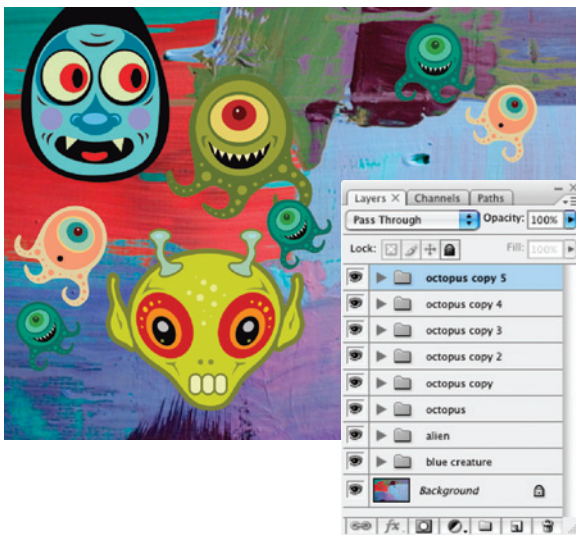 Layers × Channels Paths
Pass Through Opacity: 100%
Lock: Fill: 100%
octopus copy 5
octopus copy 4
octopus copy 3
octopus copy 2
octopus copy
octopus
alien
blue creature
Background
fx.